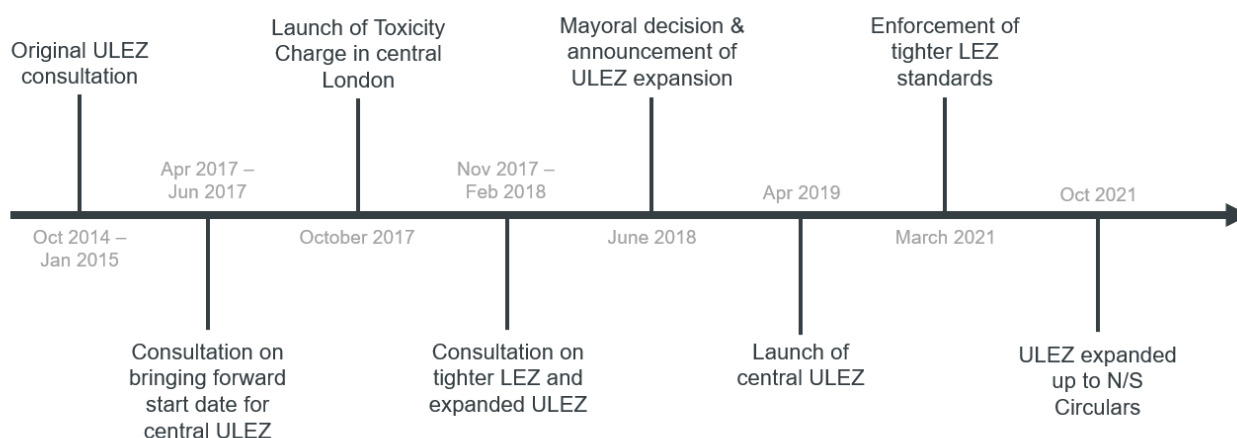 Original ULEZ
consultation
Oct 2014 –
Jan 2015
Apr 2017 –
Jun 2017
Consultation on
bringing forward
start date for
central ULEZ
Launch of Toxicity
Charge in central
London
October 2017
Nov 2017 –
Feb 2018
Consultation on
tighter LEZ and
expanded ULEZ
Mayoral decision &
announcement of
ULEZ expansion
June 2018
Apr 2019
Launch of
central ULEZ
Enforcement of
tighter LEZ
standards
March 2021
Oct 2021
ULEZ expanded
up to N/S
Circulars